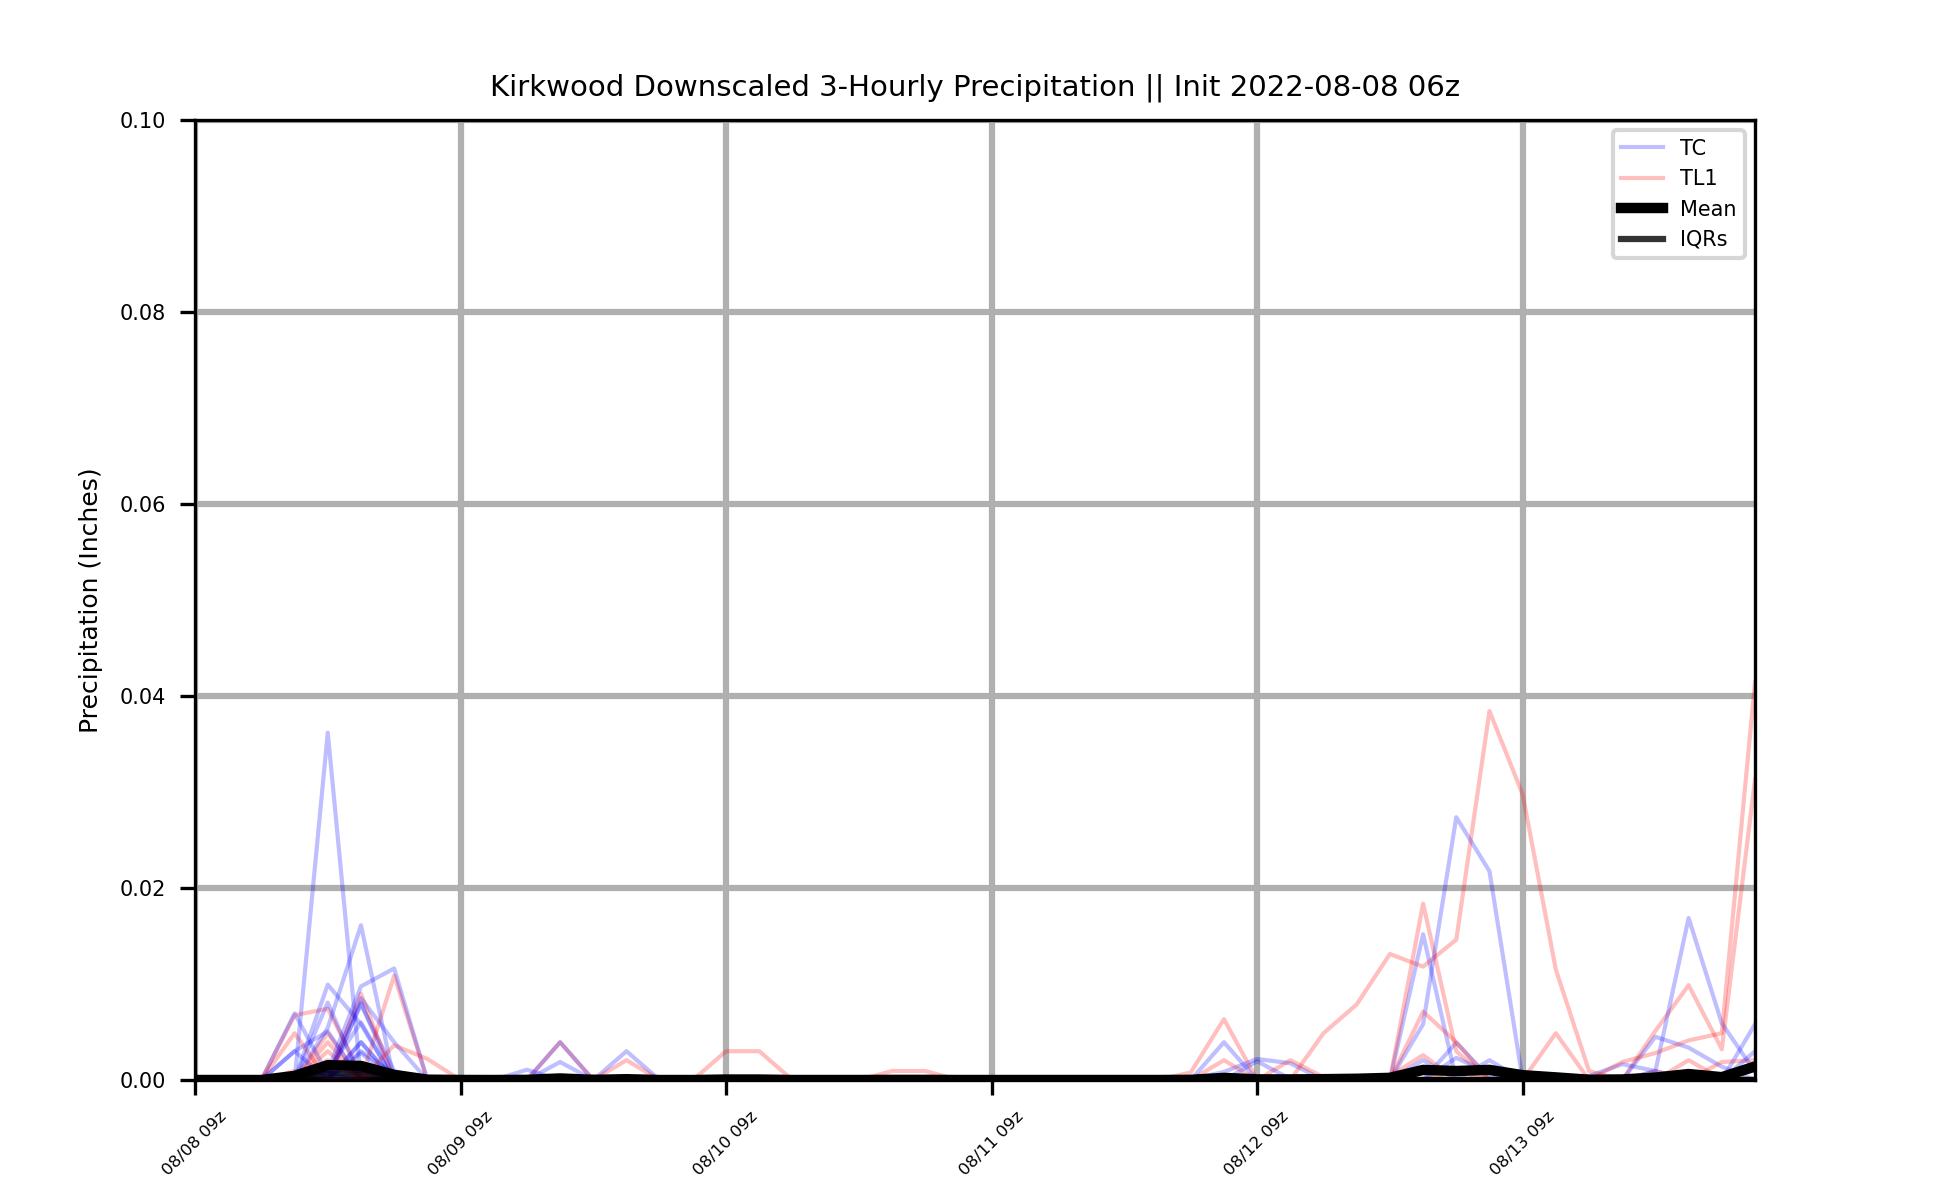 Kirkwood Downscaled 3-Hourly Precipitation || Init 2022-08-08 06z
0.10
0.08
0.06
0.04
0.02
0.00
Precipitation (Inches)
TC
TL1
Mean
IQRs
08/08 09z
08/09 09z
08/10 09z
08/11 09z
08/12 09z
08/13 09z